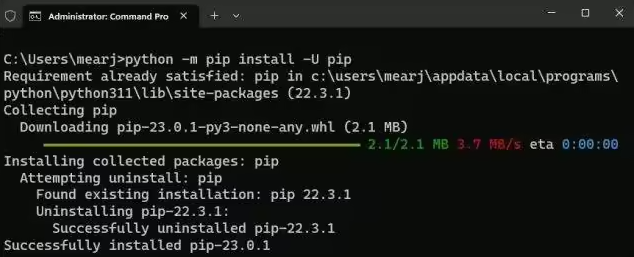 Administrator: Command Pro
C:\Users\mearj>python -m pip install -U pip
Requirement already satisfied: pip in c:\users\mearj\appdata\local\programs\
python\python311\lib\site-packages (22.3.1)
Collecting pip
  Downloading pip-23.0.1-py3-none-any.whl (2.1 MB)
2.1/2.1 MB 3.7 MB/s eta 0:00:00
Installing collected packages: pip
  Attempting uninstall: pip
    Found existing installation: pip 22.3.1
    Uninstalling pip-22.3.1:
      Successfully uninstalled pip-22.3.1
Successfully installed pip-23.0.1